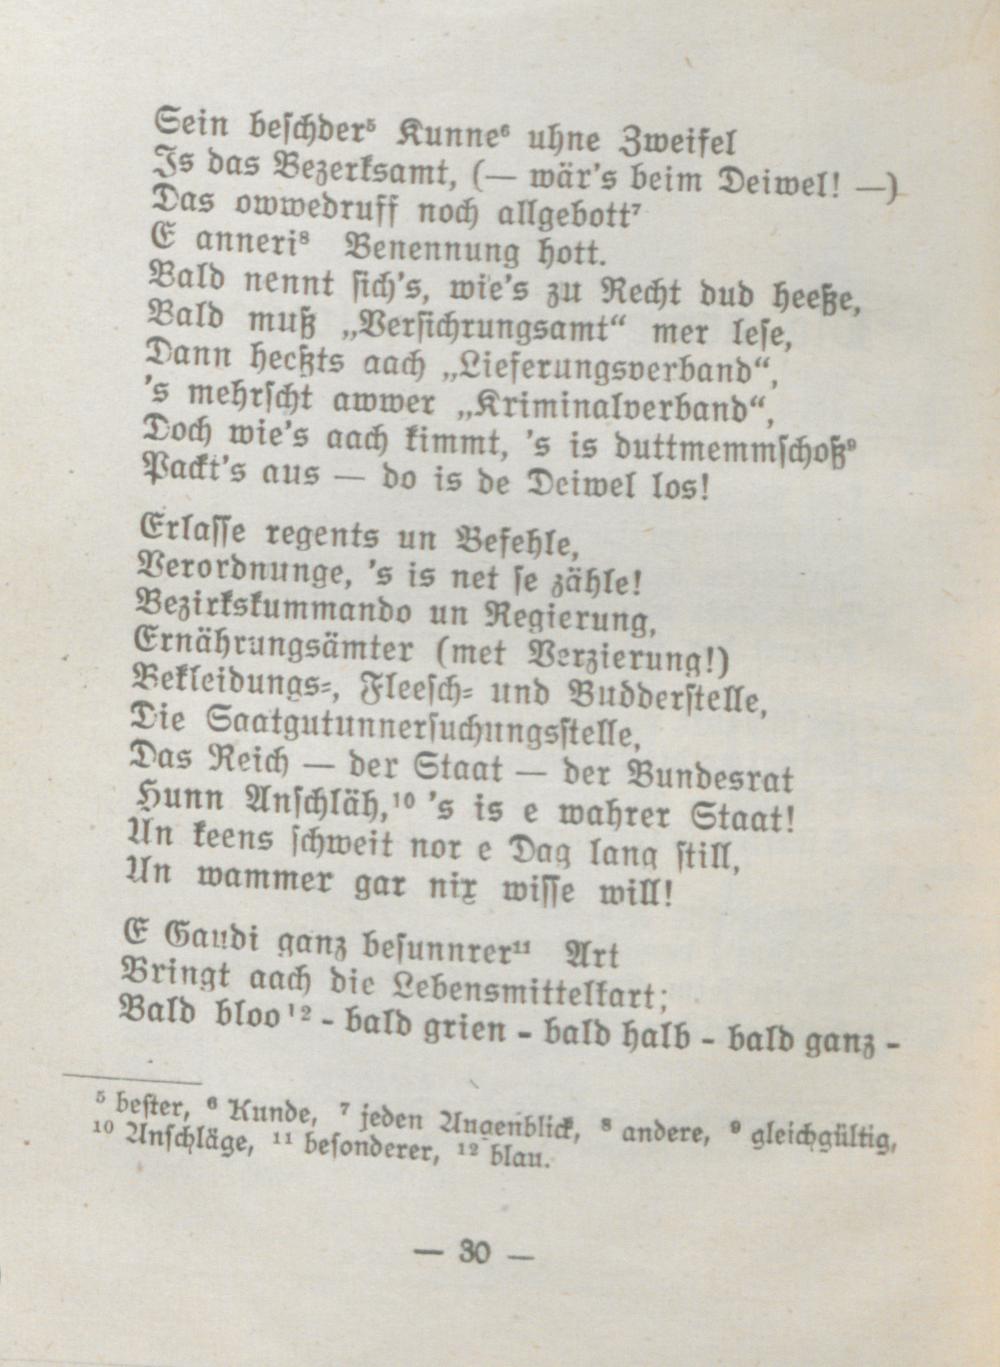 Sein beschder⁵ Kunne⁶ uhne Zweifel
Is das Bezerksamt, (— wär's beim Deiwel! —)
Das owwedruff noch allgebott⁷
E anneri⁸ Benennung hott.
Bald nennt sich's, wie's zu Recht dud heeße,
Bald muß „Versichrungsamt“ mer lese,
Dann heeßts aach „Lieferungsverband“,
's mehrscht awwer „Kriminalverband“,
Doch wie's aach kimmt, 's is duttmemmschoß⁹
Packt's aus — do is de Deiwel los!
Erlasse regents un Befehle,
Verordnunge, 's is net se zähle!
Bezirkskummando un Regierung,
Ernährungsämter (met Verzierung!)
Bekleidungs-, Fleesch- und Budderstelle,
Die Saatgutunnersuchungsstelle,
Das Reich — der Staat — der Bundesrat
Hunn Anschläh,¹⁰ 's is e wahrer Staat!
Un keens schweit nor e Dag lang still,
Un wammer gar nix wisse will!
E Gaudi ganz besunnrer¹¹ Art
Bringt aach die Lebensmittelkart;
Bald bloo¹² - bald grien - bald halb - bald ganz -
⁵ bester, ⁶ Kunde, ⁷ jeden Augenblick, ⁸ andere, ⁹ gleichgültig,
¹⁰ Anschläge, ¹¹ besonderer, ¹² blau.
— 30 —